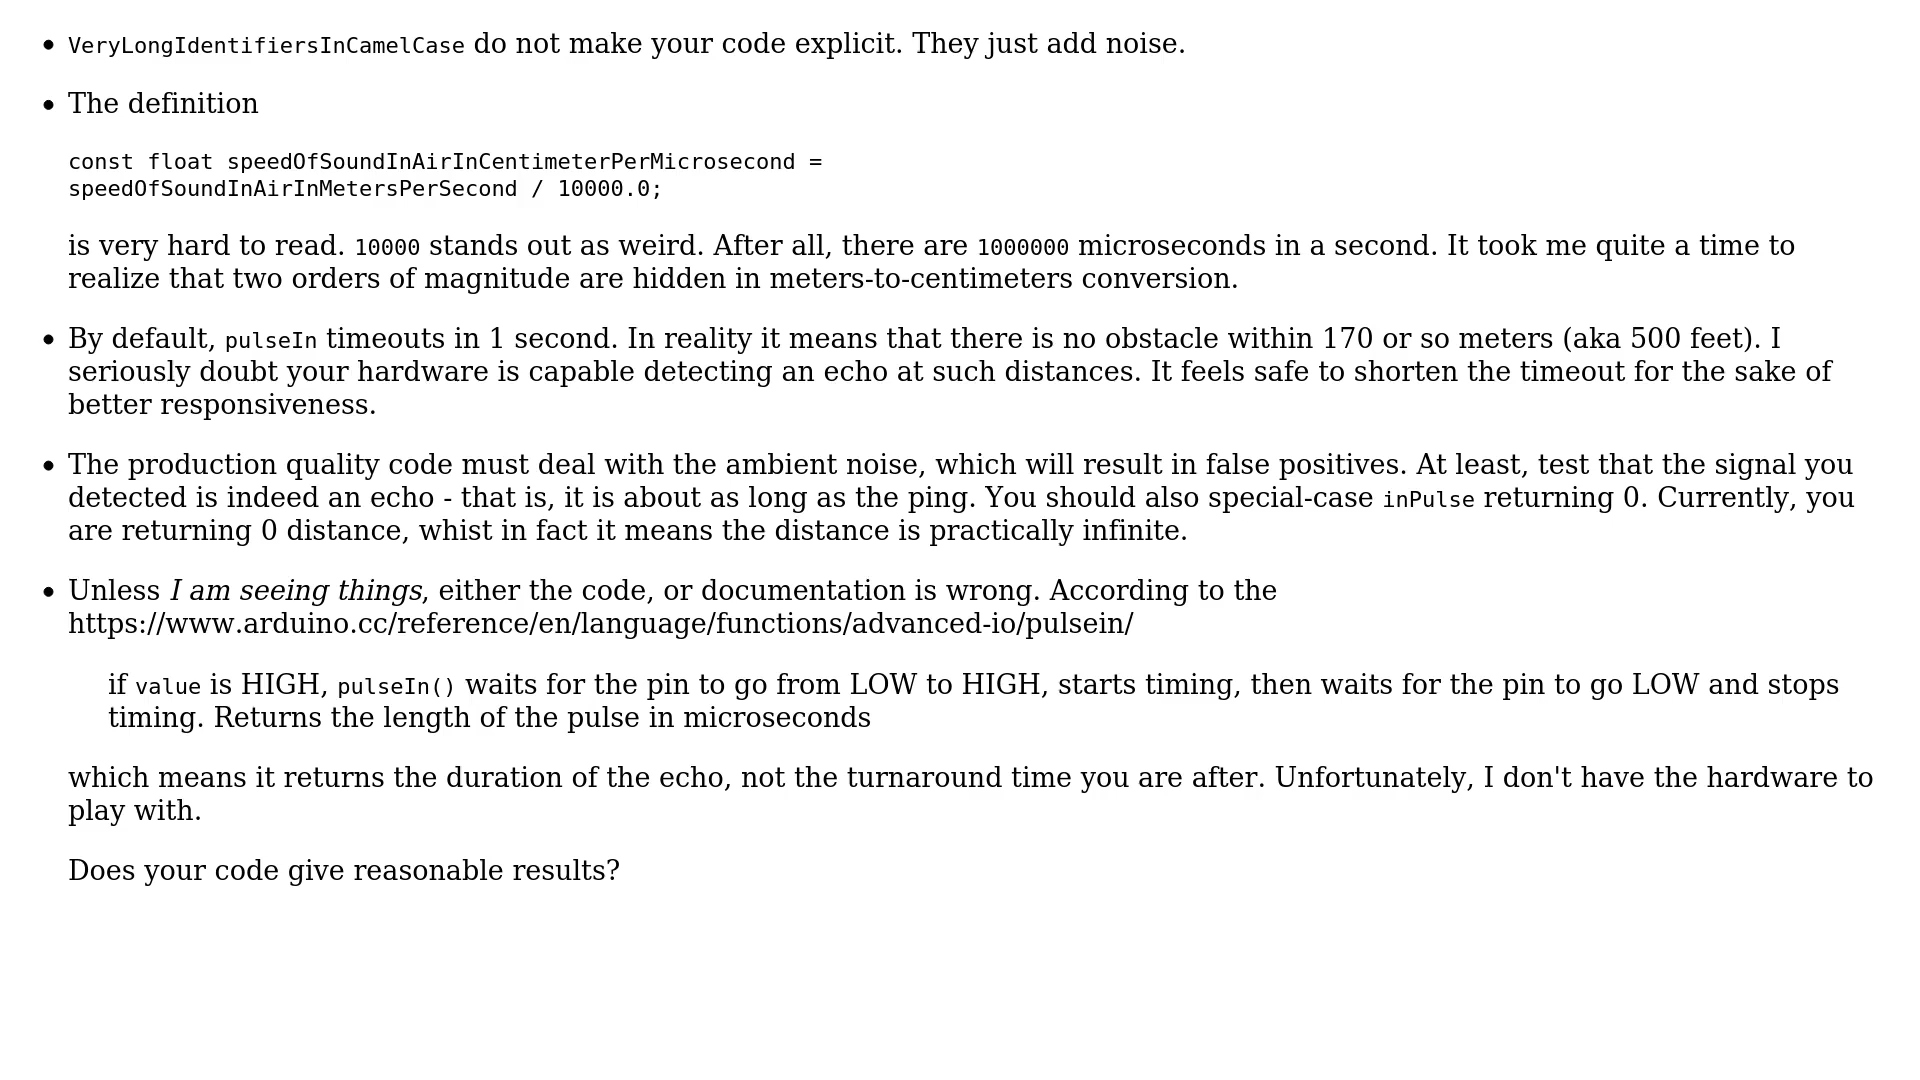 VeryLongIdentifiersInCamelCase do not make your code explicit. They just add noise.
The definition
const float speedOfSoundInAirInCentimeterPerMicrosecond =
speedOfSoundInAirInMetersPerSecond / 10000.0;
is very hard to read. 10000 stands out as weird. After all, there are 1000000 microseconds in a second. It took me quite a time to
realize that two orders of magnitude are hidden in meters-to-centimeters conversion.
By default, pulseIn timeouts in 1 second. In reality it means that there is no obstacle within 170 or so meters (aka 500 feet). I
seriously doubt your hardware is capable detecting an echo at such distances. It feels safe to shorten the timeout for the sake of
better responsiveness.
The production quality code must deal with the ambient noise, which will result in false positives. At least, test that the signal you
detected is indeed an echo - that is, it is about as long as the ping. You should also special-case inPulse returning 0. Currently, you
are returning 0 distance, whist in fact it means the distance is practically infinite.
Unless I am seeing things, either the code, or documentation is wrong. According to the
https://www.arduino.cc/reference/en/language/functions/advanced-io/pulsein/
if value is HIGH, pulseIn() waits for the pin to go from LOW to HIGH, starts timing, then waits for the pin to go LOW and stops
timing. Returns the length of the pulse in microseconds
which means it returns the duration of the echo, not the turnaround time you are after. Unfortunately, I don't have the hardware to
play with.
Does your code give reasonable results?